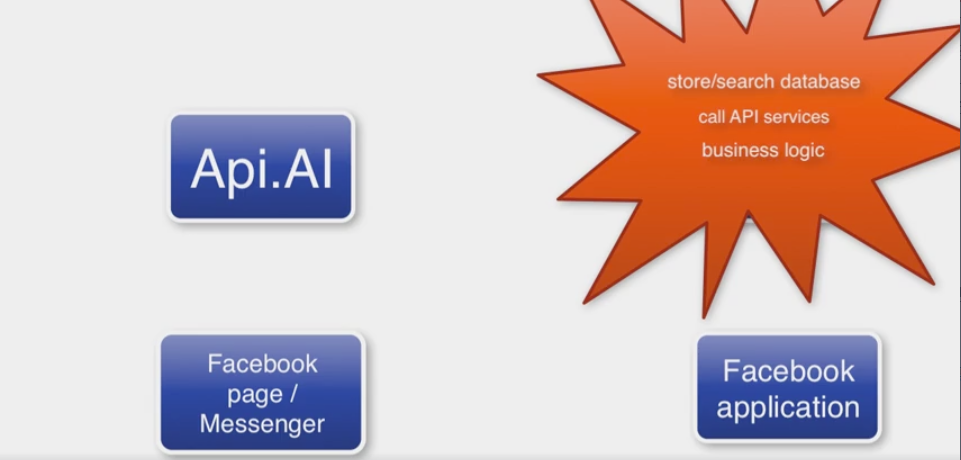 store/search database
call API services
business logic
Api.AI
Facebook
page /
Messenger
Facebook
application